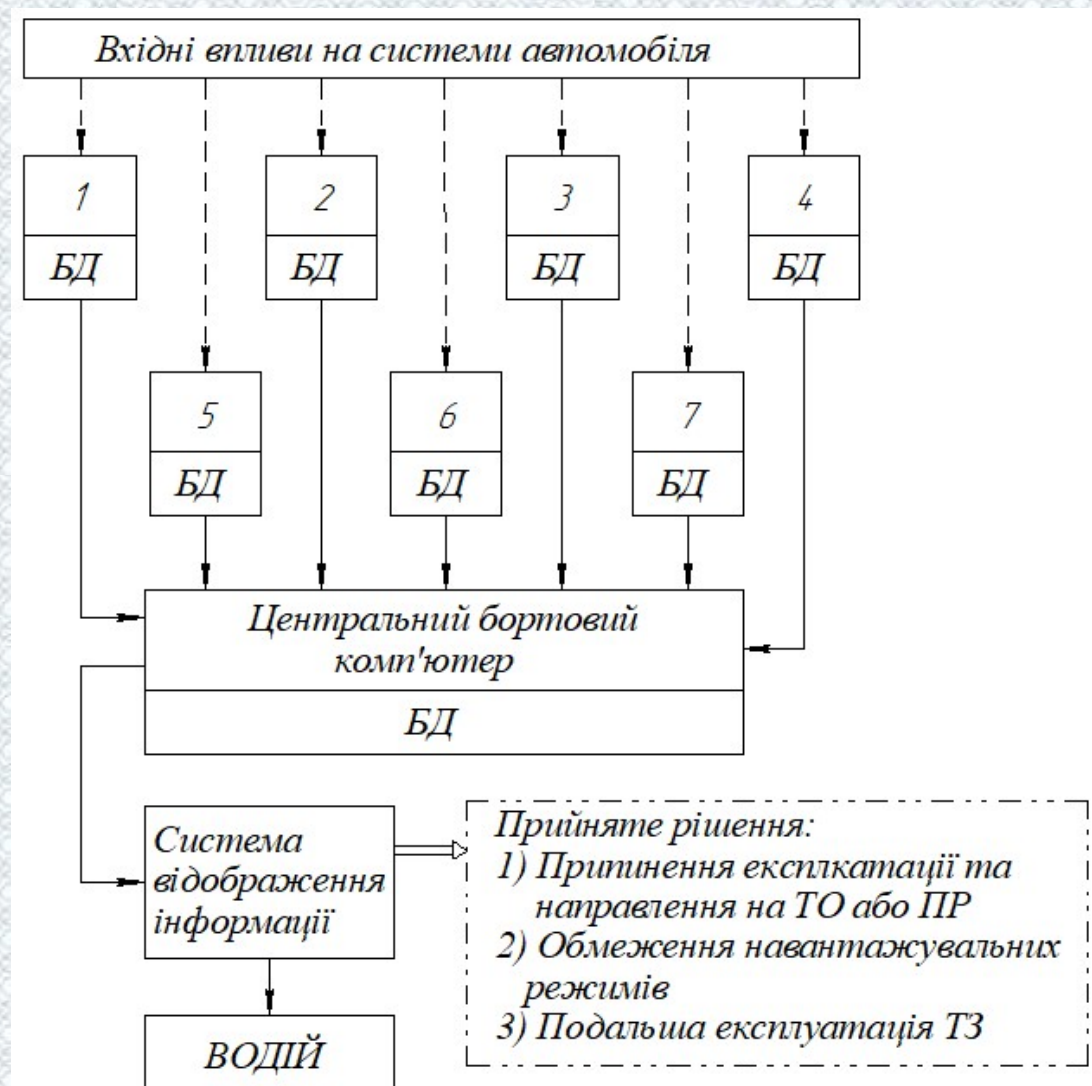 Вхідні впливи на системи автомобіля
1
2
3
4
БД
БД
БД
БД
5
6
7
БД
БД
БД
Центральний бортовий
комп'ютер
БД
Система
відображення
інформації
Прийняте рішення:
1) Припинення експлкатації та
направлення на ТО або ПР
2) Обмеження навантажувальних
режимів
3) Подальша експлуатація ТЗ
ВОДІЙ